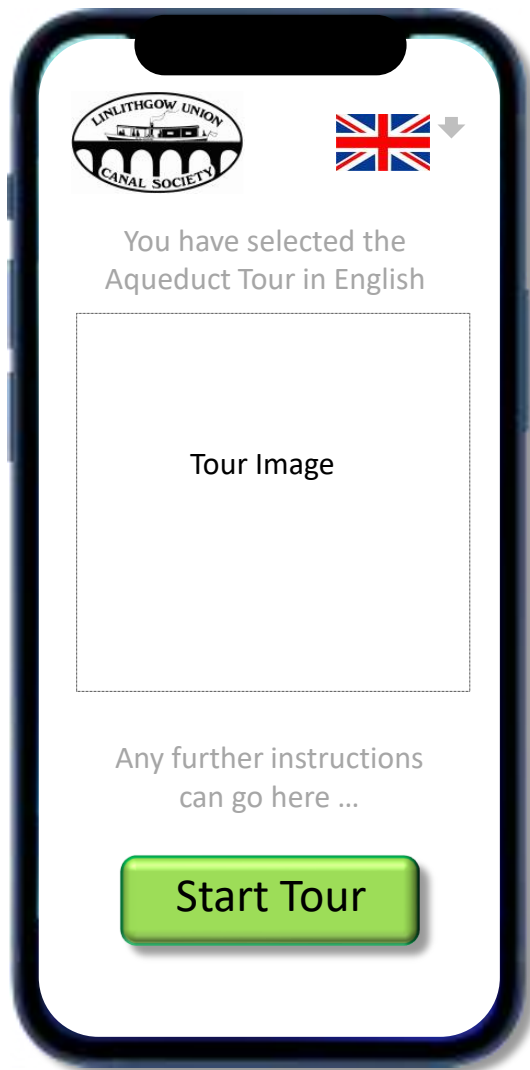 LINLITHGOW UNION
CANAL SOCIETY
You have selected the
Aqueduct Tour in English
Tour Image
Any further instructions
can go here ...
Start Tour